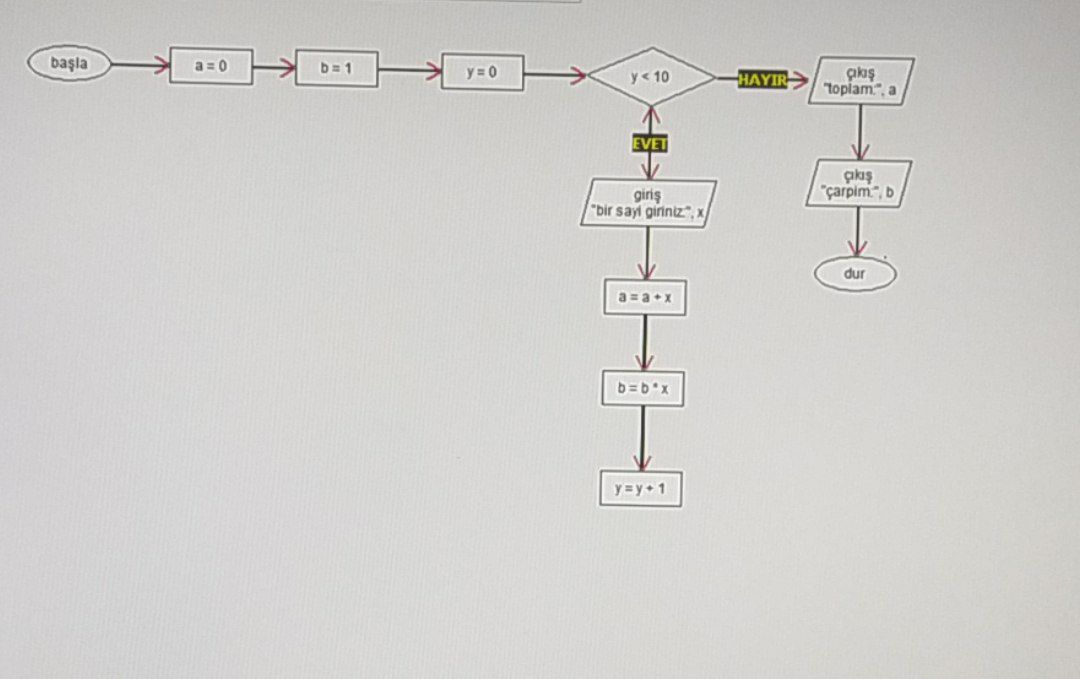 başla
a = 0
b = 1
y = 0
y < 10
HAYIR
çıkış
"toplam:", a
EVET
çıkış
"çarpim:", b
giriş
"bir sayi giriniz:", x
dur
a = a + x
b = b * x
y = y + 1